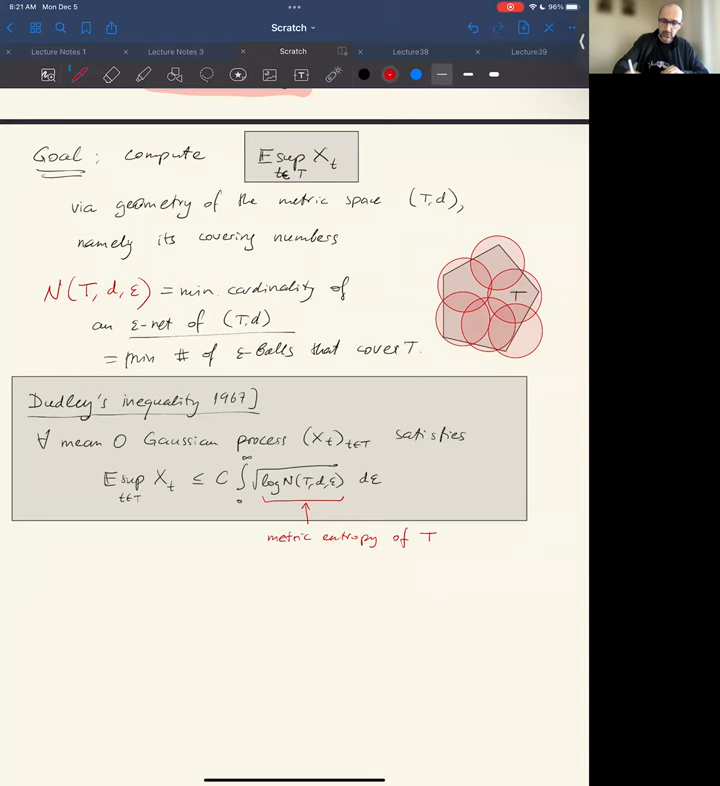 8:21 AM Mon Dec 5
96%
Scratch
Lecture Notes 1
Lecture Notes 3
Scratch
Lecture38
Lecture39
Goal: compute E sup X_t
t∈T
via geometry of the metric space (T,d),
namely its covering numbers
N(T, d, ε) = min. cardinality of
an ε-net of (T,d)
= min # of ε-balls that cover T.
T
Dudley's inequality 1967]
∀ mean 0 Gaussian process (X_t)_{t∈T} satisfies
E sup_{t∈T} X_t ≤ C ∫_0^∞ √log N(T,d,ε) dε
metric entropy of T